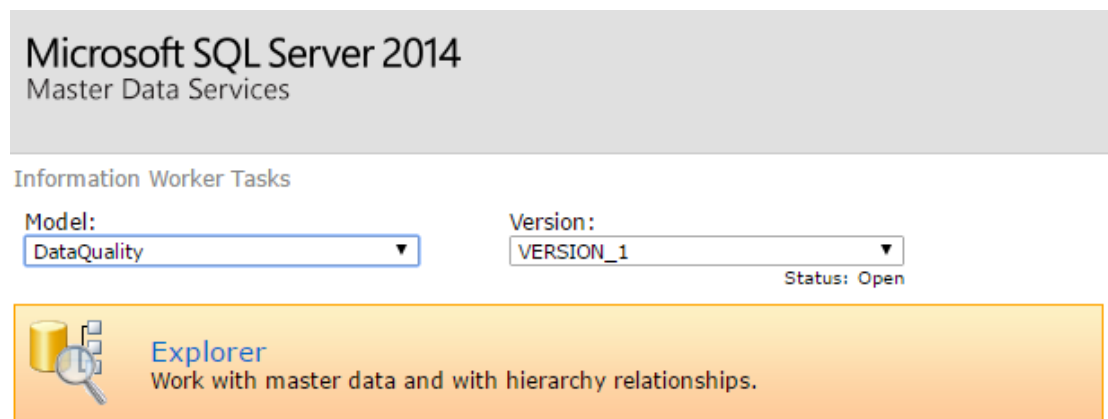 Microsoft SQL Server 2014
Master Data Services
Information Worker Tasks
Model:
Version:
DataQuality
VERSION_1
Status: Open
Explorer
Work with master data and with hierarchy relationships.